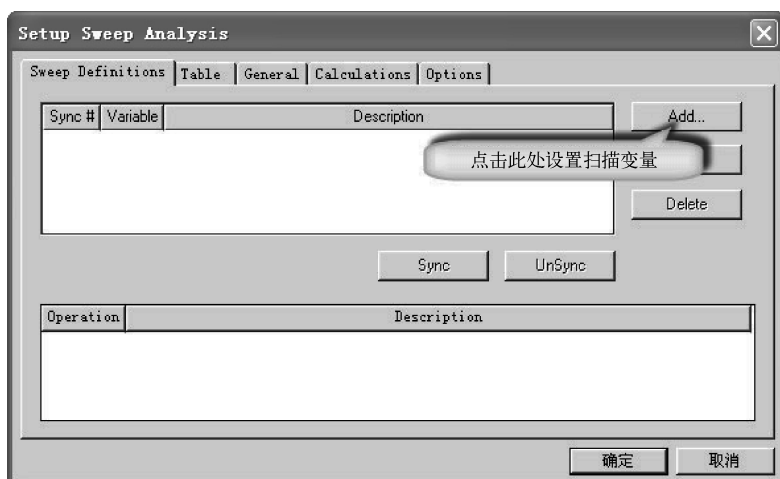 Setup Sweep Analysis
Sweep Definitions Table General Calculations Options
Sync # Variable Description
Add...
点击此处设置扫描变量
Delete
Sync UnSync
Operation Description
确定 取消